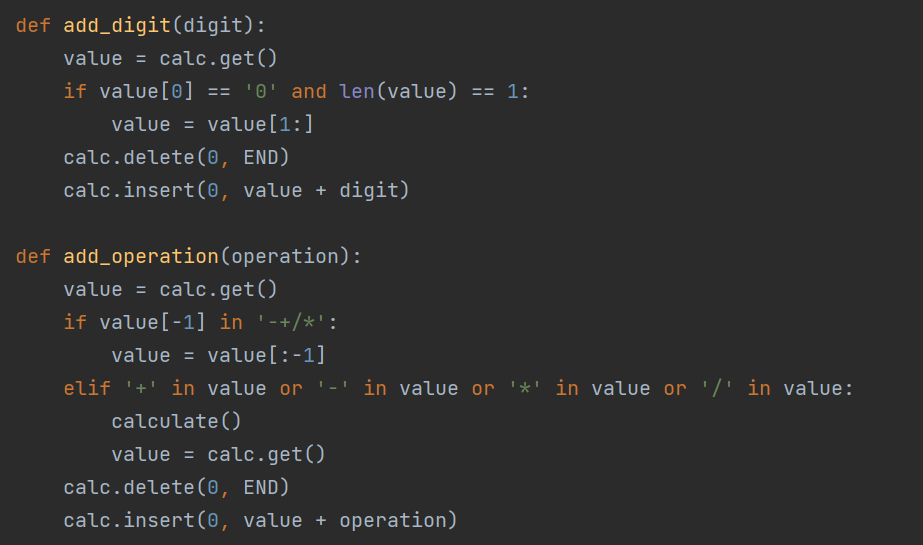 def add_digit(digit):
    value = calc.get()
    if value[0] == '0' and len(value) == 1:
        value = value[1:]
    calc.delete(0, END)
    calc.insert(0, value + digit)

def add_operation(operation):
    value = calc.get()
    if value[-1] in '-+/*':
        value = value[:-1]
    elif '+' in value or '-' in value or '*' in value or '/' in value:
        calculate()
        value = calc.get()
    calc.delete(0, END)
    calc.insert(0, value + operation)